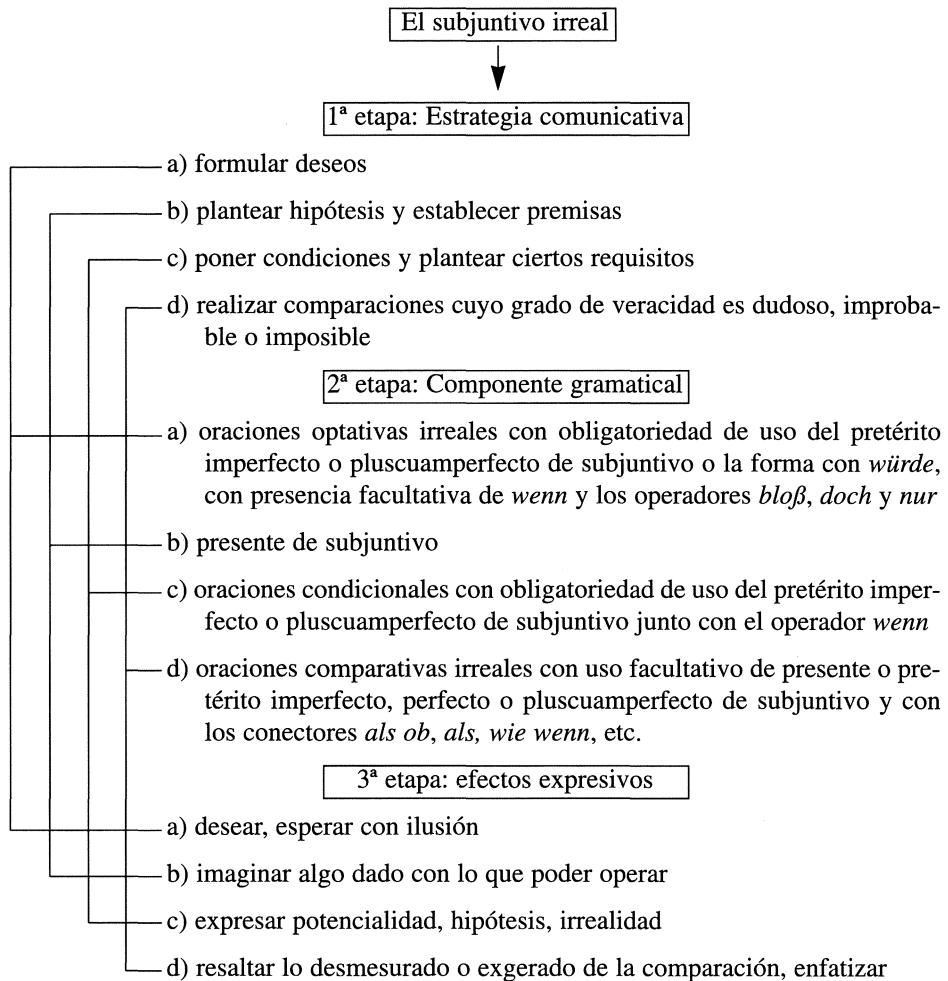 El subjuntivo irreal
1ª etapa: Estrategia comunicativa
a) formular deseos
b) plantear hipótesis y establecer premisas
c) poner condiciones y plantear ciertos requisitos
d) realizar comparaciones cuyo grado de veracidad es dudoso, improba-
ble o imposible
2ª etapa: Componente gramatical
a) oraciones optativas irreales con obligatoriedad de uso del pretérito
imperfecto o pluscuamperfecto de subjuntivo o la forma con würde,
con presencia facultativa de wenn y los operadores bloß, doch y nur
b) presente de subjuntivo
c) oraciones condicionales con obligatoriedad de uso del pretérito imper-
fecto o pluscuamperfecto de subjuntivo junto con el operador wenn
d) oraciones comparativas irreales con uso facultativo de presente o pre-
térito imperfecto, perfecto o pluscuamperfecto de subjuntivo y con
los conectores als ob, als, wie wenn, etc.
3ª etapa: efectos expresivos
a) desear, esperar con ilusión
b) imaginar algo dado con lo que poder operar
c) expresar potencialidad, hipótesis, irrealidad
d) resaltar lo desmesurado o exgerado de la comparación, enfatizar